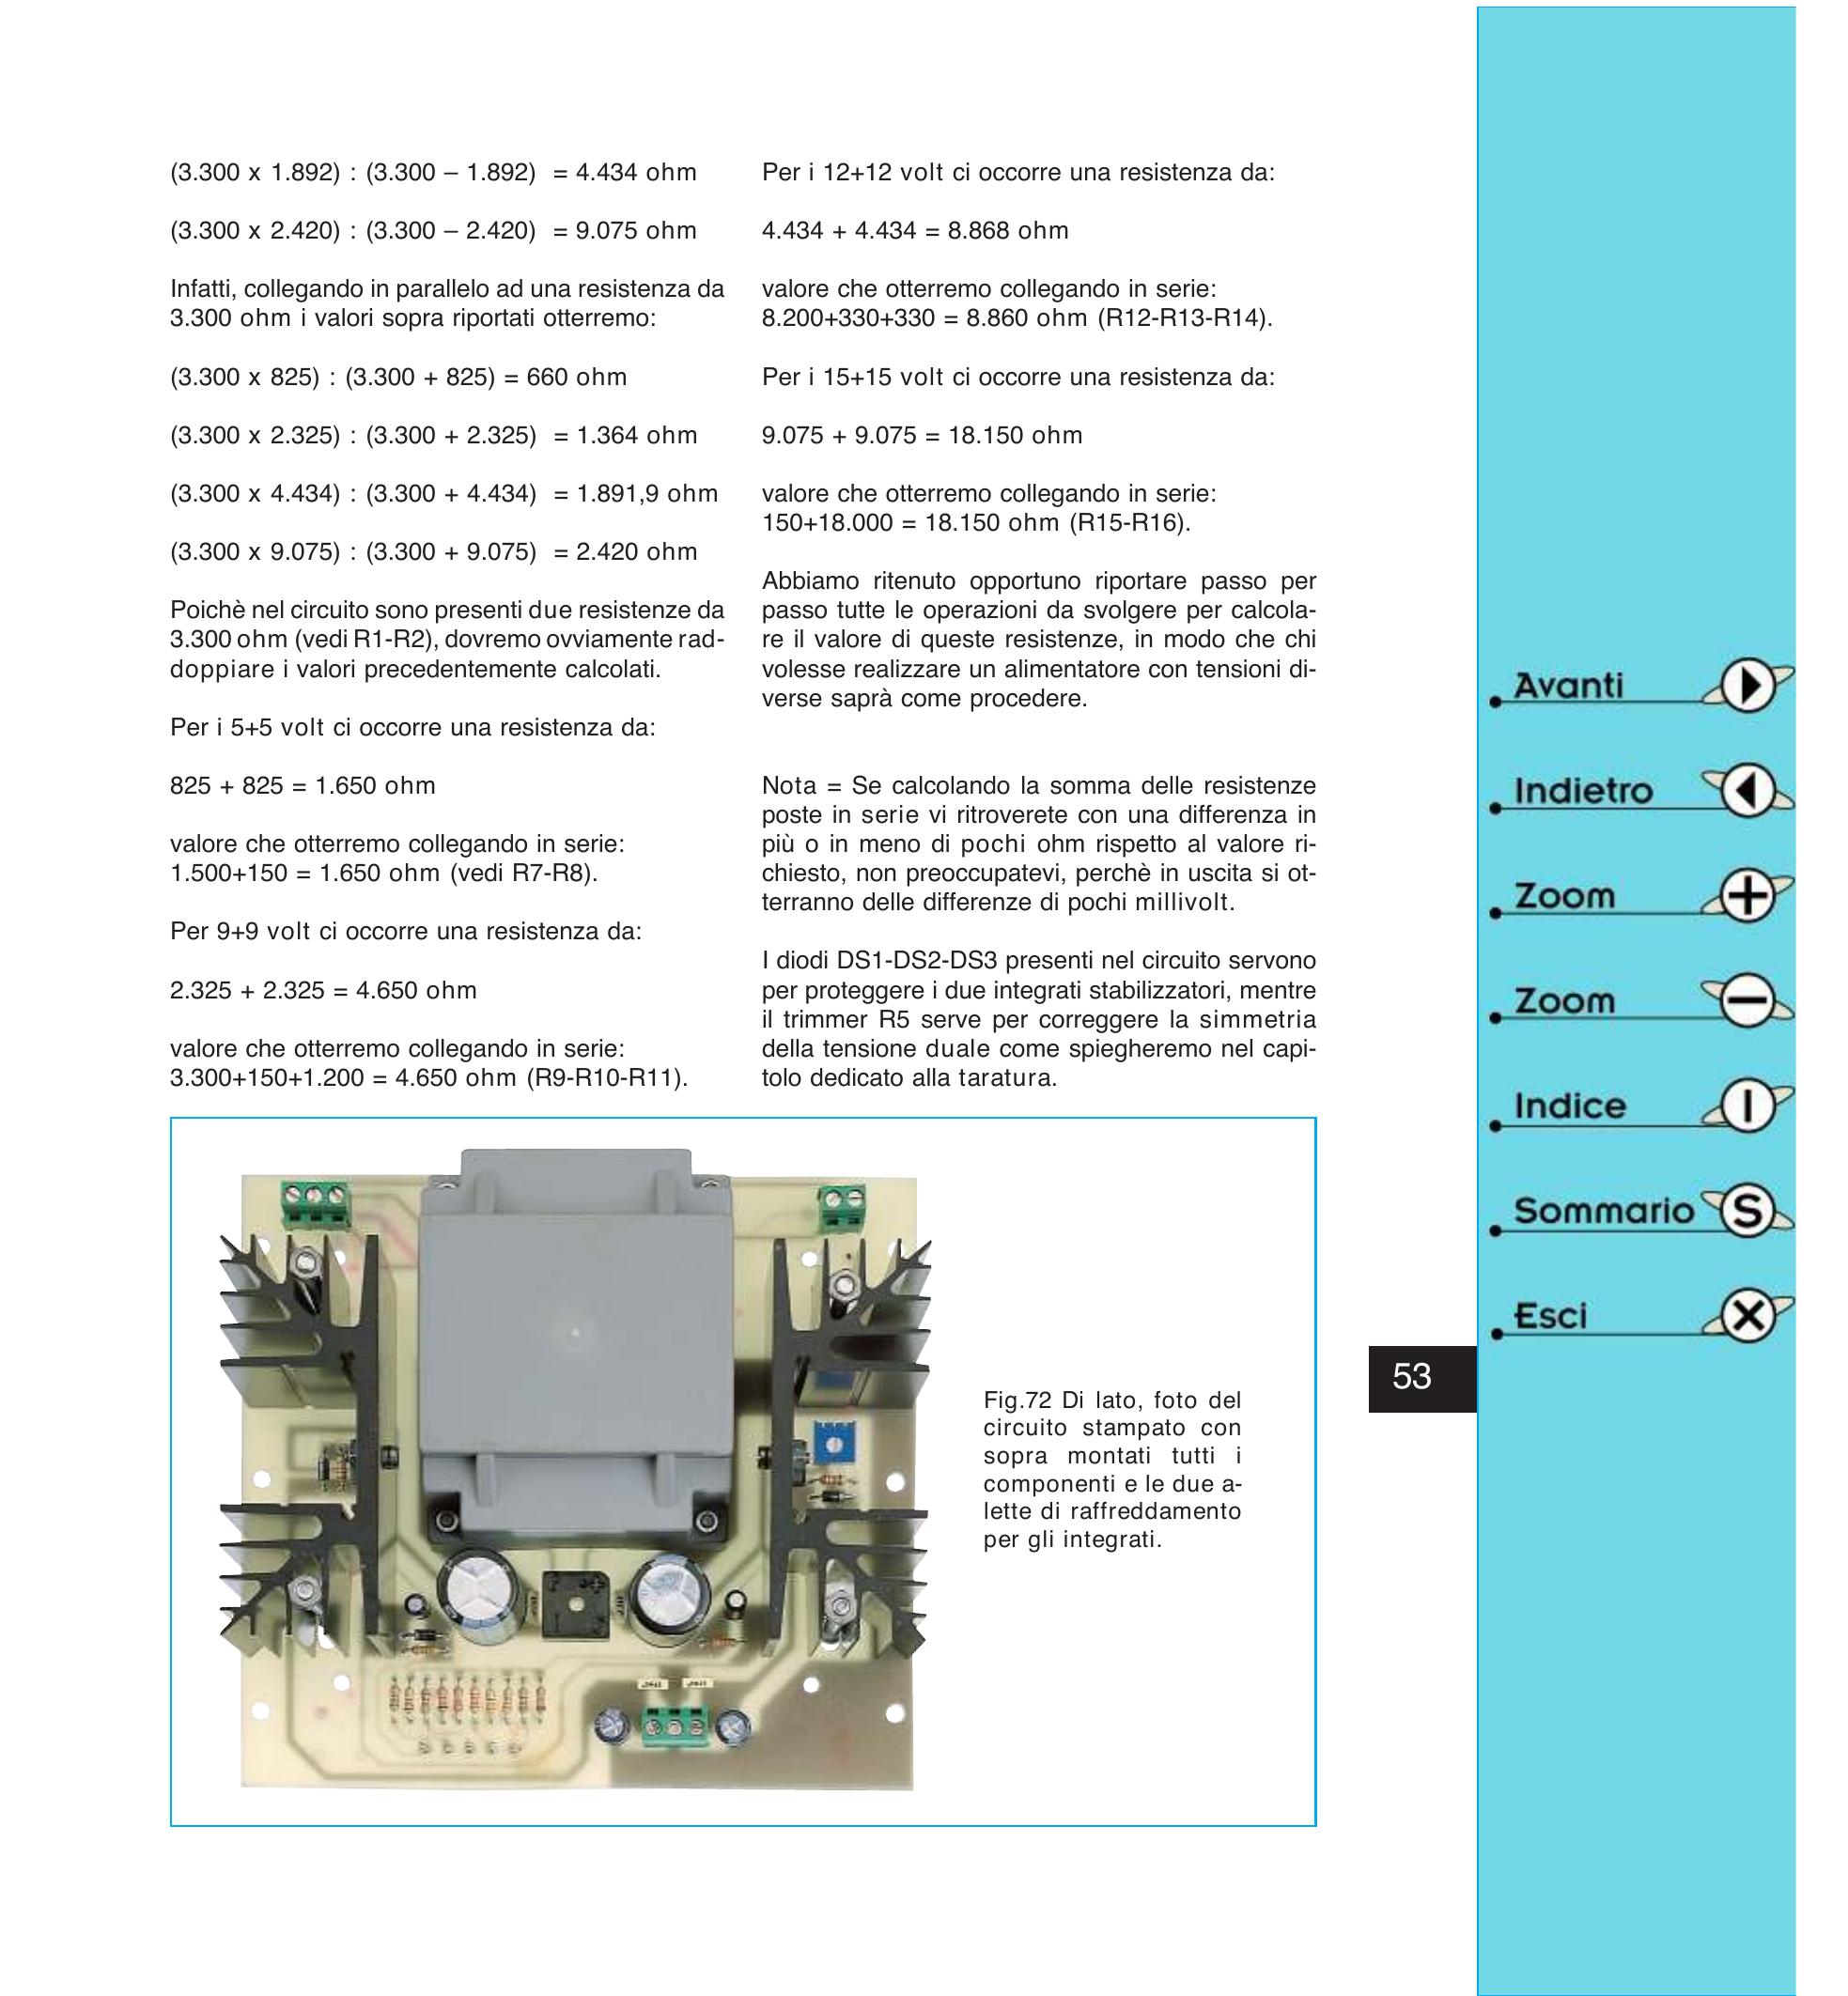 (3.300 x 1.892) : (3.300 – 1.892) = 4.434 ohm
(3.300 x 2.420) : (3.300 – 2.420) = 9.075 ohm
Infatti, collegando in parallelo ad una resistenza da
3.300 ohm i valori sopra riportati otterremo:
(3.300 x 825) : (3.300 + 825) = 660 ohm
(3.300 x 2.325) : (3.300 + 2.325) = 1.364 ohm
(3.300 x 4.434) : (3.300 + 4.434) = 1.891,9 ohm
(3.300 x 9.075) : (3.300 + 9.075) = 2.420 ohm
Poichè nel circuito sono presenti due resistenze da
3.300 ohm (vedi R1-R2), dovremo ovviamente rad-
doppiare i valori precedentemente calcolati.
Per i 5+5 volt ci occorre una resistenza da:
825 + 825 = 1.650 ohm
valore che otterremo collegando in serie:
1.500+150 = 1.650 ohm (vedi R7-R8).
Per 9+9 volt ci occorre una resistenza da:
2.325 + 2.325 = 4.650 ohm
valore che otterremo collegando in serie:
3.300+150+1.200 = 4.650 ohm (R9-R10-R11).
Per i 12+12 volt ci occorre una resistenza da:
4.434 + 4.434 = 8.868 ohm
valore che otterremo collegando in serie:
8.200+330+330 = 8.860 ohm (R12-R13-R14).
Per i 15+15 volt ci occorre una resistenza da:
9.075 + 9.075 = 18.150 ohm
valore che otterremo collegando in serie:
150+18.000 = 18.150 ohm (R15-R16).
Abbiamo ritenuto opportuno riportare passo per
passo tutte le operazioni da svolgere per calcola-
re il valore di queste resistenze, in modo che chi
volesse realizzare un alimentatore con tensioni di-
verse saprà come procedere.
Nota = Se calcolando la somma delle resistenze
poste in serie vi ritroverete con una differenza in
più o in meno di pochi ohm rispetto al valore ri-
chiesto, non preoccupatevi, perchè in uscita si ot-
terranno delle differenze di pochi millivolt.
I diodi DS1-DS2-DS3 presenti nel circuito servono
per proteggere i due integrati stabilizzatori, mentre
il trimmer R5 serve per correggere la simmetria
della tensione duale come spiegheremo nel capi-
tolo dedicato alla taratura.
Fig.72 Di lato, foto del
circuito stampato con
sopra montati tutti i
componenti e le due a-
lette di raffreddamento
per gli integrati.
53
Avanti
Indietro
Zoom
Zoom
Indice
I
Sommario
S
Esci